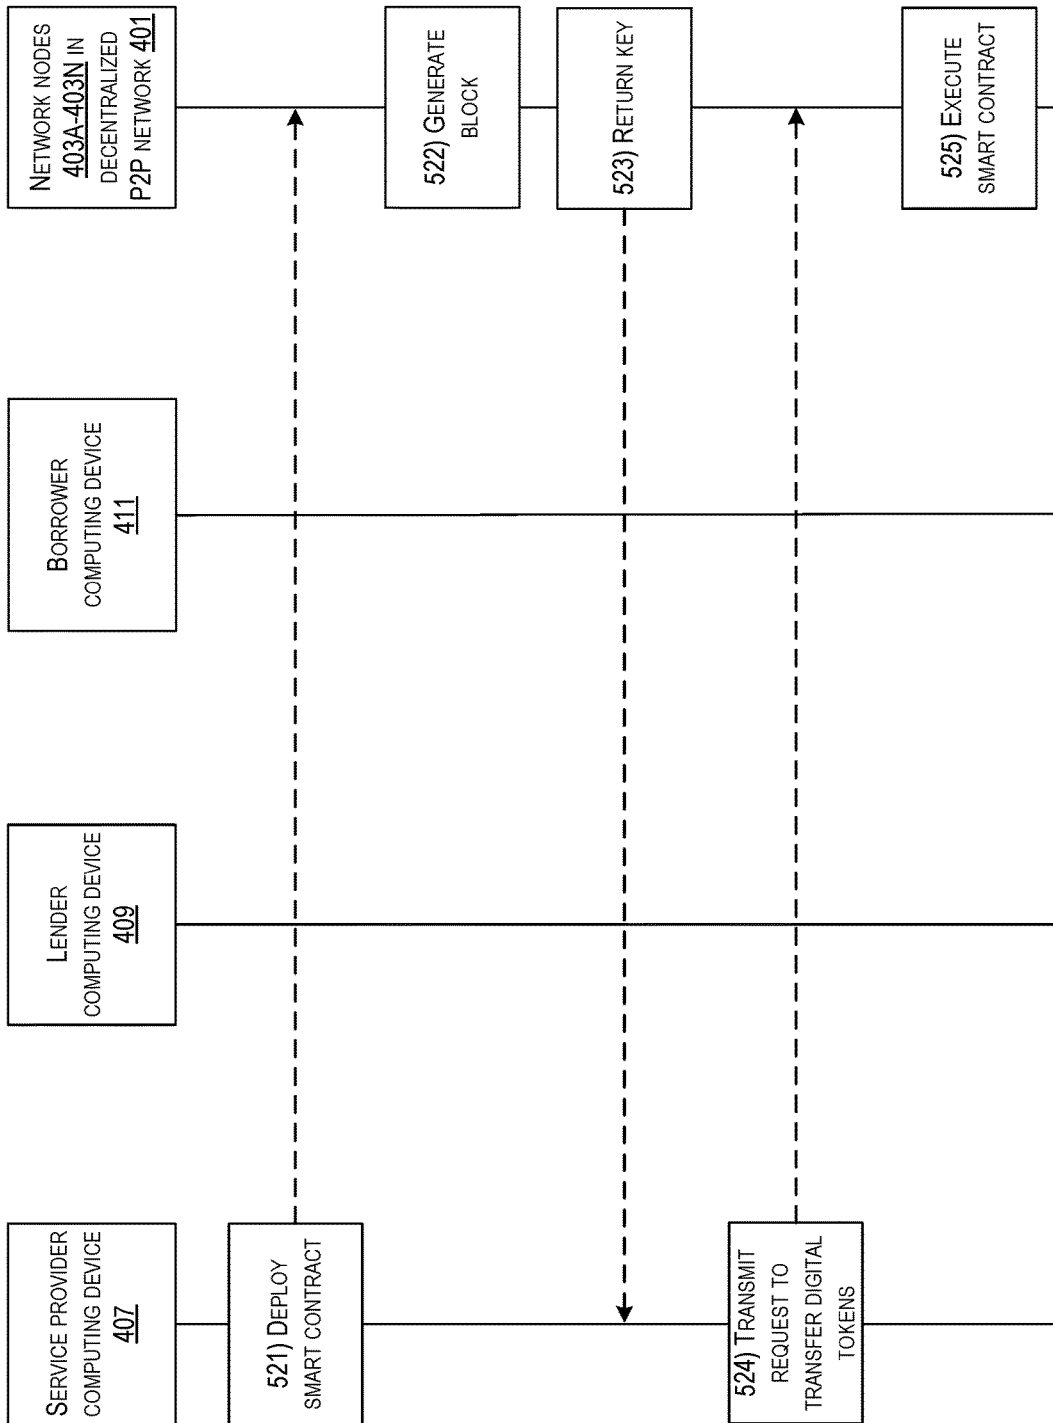 SERVICE PROVIDER
COMPUTING DEVICE
407
LENDER
COMPUTING DEVICE
409
BORROWER
COMPUTING DEVICE
411
NETWORK NODES
403A-403N IN
DECENTRALIZED
P2P NETWORK 401
521) DEPLOY
SMART CONTRACT
522) GENERATE
BLOCK
523) RETURN KEY
524) TRANSMIT
REQUEST TO
TRANSFER DIGITAL
TOKENS
525) EXECUTE
SMART CONTRACT